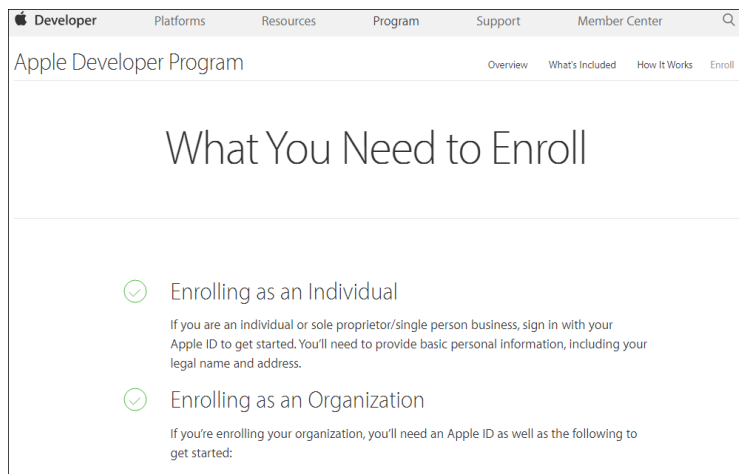 Developer Platforms Resources Program Support Member Center
Apple Developer Program Overview What's Included How It Works Enroll
What You Need to Enroll
Enrolling as an Individual
If you are an individual or sole proprietor/single person business, sign in with your
Apple ID to get started. You'll need to provide basic personal information, including your
legal name and address.
Enrolling as an Organization
If you're enrolling your organization, you'll need an Apple ID as well as the following to
get started: